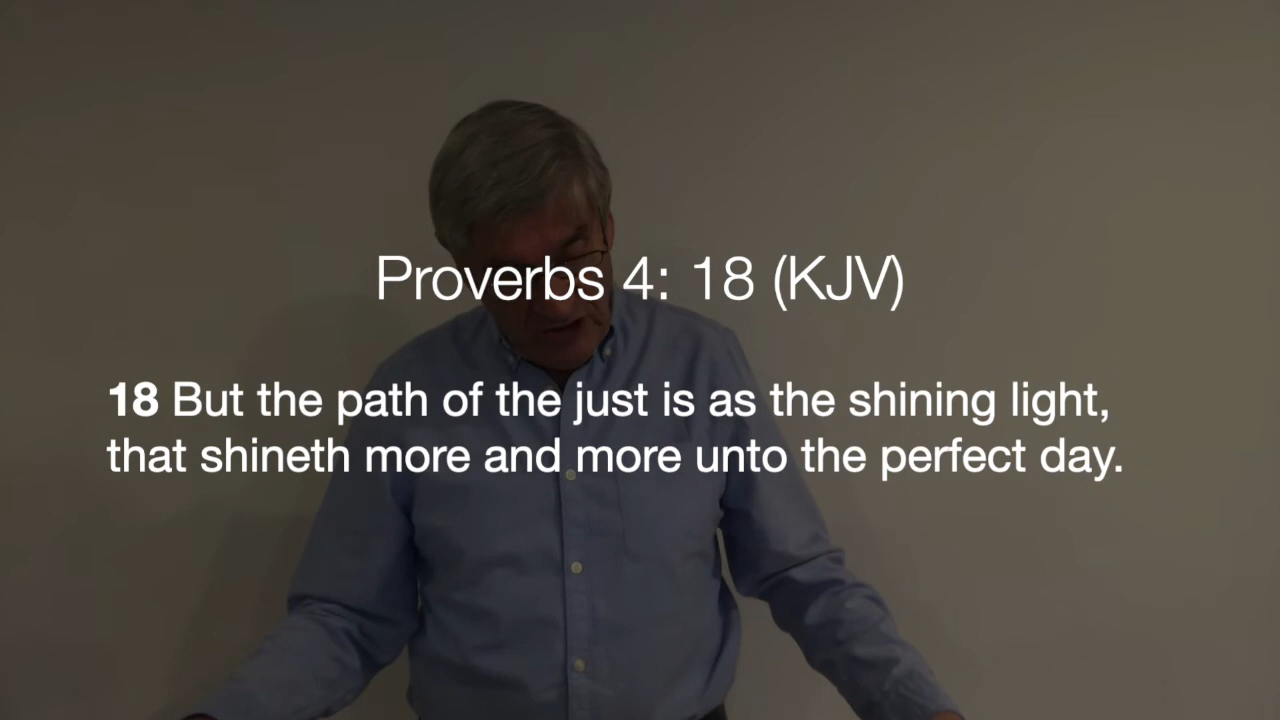 Proverbs 4: 18 (KJV)
18 But the path of the just is as the shining light,
that shineth more and more unto the perfect day.